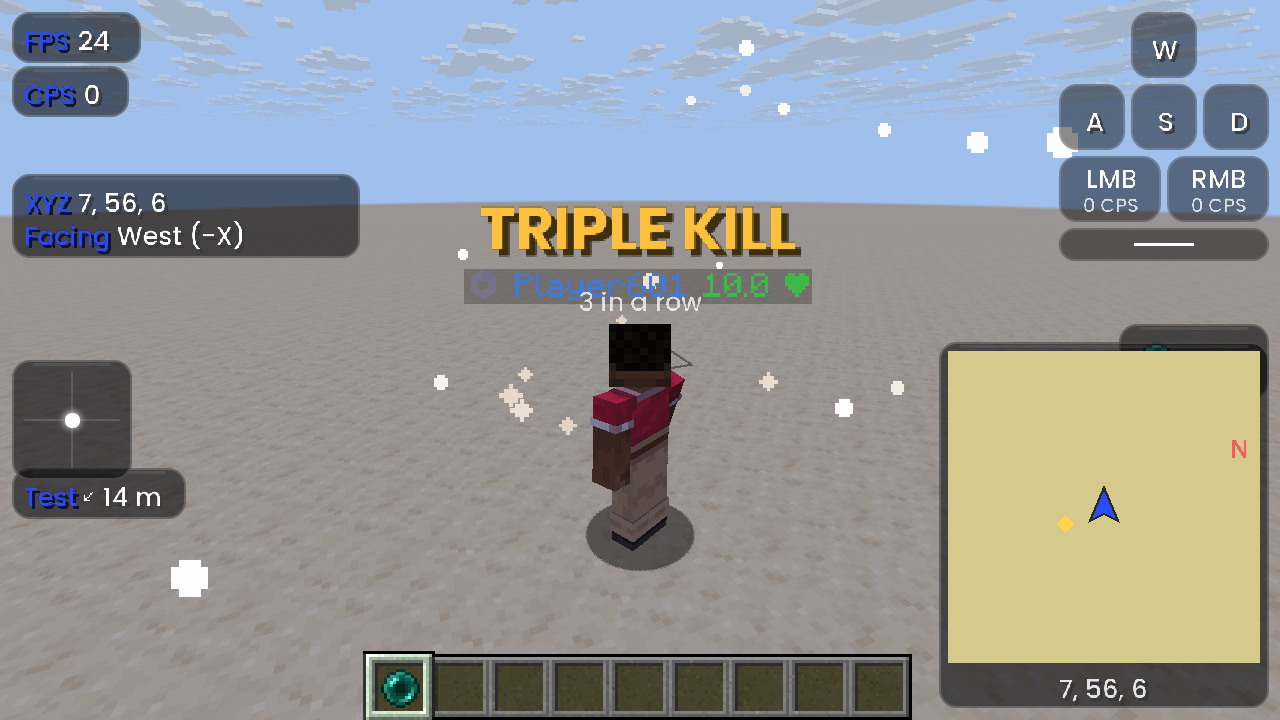 FPS 24
CPS 0
XYZ 7, 56, 6
Facing West (-X)
W
A S D
LMB RMB
0 CPS 0 CPS
TRIPLE KILL
Player601 10.0
3 in a row
Test 14 m
N
7, 56, 6